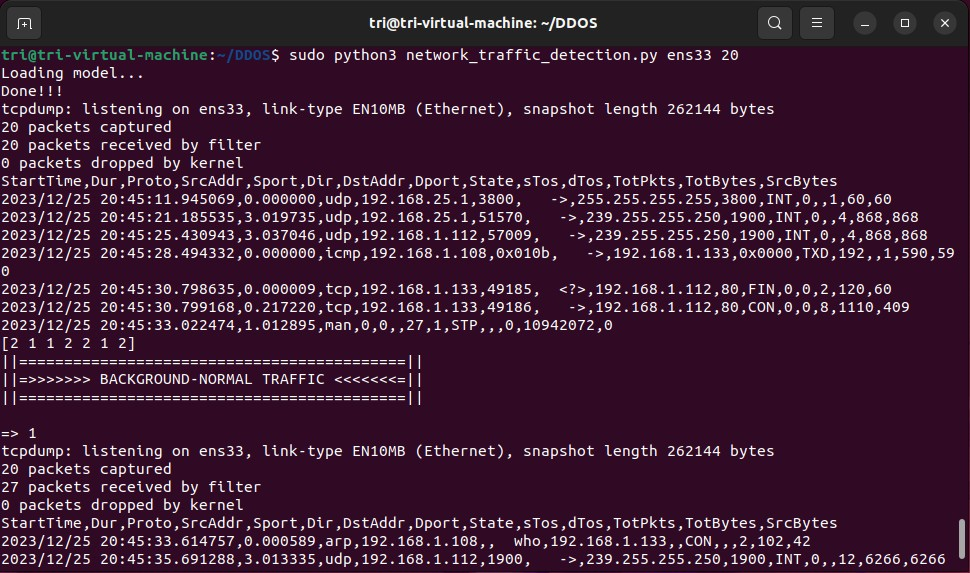 tri@tri-virtual-machine: ~/DDOS
tri@tri-virtual-machine:~/DDOS$ sudo python3 network_traffic_detection.py ens33 20
Loading model...
Done!!!
tcpdump: listening on ens33, link-type EN10MB (Ethernet), snapshot length 262144 bytes
20 packets captured
20 packets received by filter
0 packets dropped by kernel
StartTime,Dur,Proto,SrcAddr,Sport,Dir,DstAddr,Dport,State,sTos,dTos,TotPkts,TotBytes,SrcBytes
2023/12/25 20:45:11.945069,0.000000,udp,192.168.25.1,3800,   ->,255.255.255.255,3800,INT,0,,1,60,60
2023/12/25 20:45:21.185535,3.019735,udp,192.168.25.1,51570,   ->,239.255.255.250,1900,INT,0,,4,868,868
2023/12/25 20:45:25.430943,3.037046,udp,192.168.1.112,57009,   ->,239.255.255.250,1900,INT,0,,4,868,868
2023/12/25 20:45:28.494332,0.000000,icmp,192.168.1.108,0x010b,   ->,192.168.1.133,0x0000,TXD,192,,1,590,59
0
2023/12/25 20:45:30.798635,0.000009,tcp,192.168.1.133,49185,  <?>,192.168.1.112,80,FIN,0,0,2,120,60
2023/12/25 20:45:30.799168,0.217220,tcp,192.168.1.133,49186,   ->,192.168.1.112,80,CON,0,0,8,1110,409
2023/12/25 20:45:33.022474,1.012895,man,0,0,,27,1,STP,,,0,10942072,0
[2 1 1 2 2 1 2]
||===========================================||
||=>>>>>>> BACKGROUND-NORMAL TRAFFIC <<<<<<<=||
||===========================================||
=> 1
tcpdump: listening on ens33, link-type EN10MB (Ethernet), snapshot length 262144 bytes
20 packets captured
27 packets received by filter
0 packets dropped by kernel
StartTime,Dur,Proto,SrcAddr,Sport,Dir,DstAddr,Dport,State,sTos,dTos,TotPkts,TotBytes,SrcBytes
2023/12/25 20:45:33.614757,0.000589,arp,192.168.1.108,,  who,192.168.1.133,,CON,,,2,102,42
2023/12/25 20:45:35.691288,3.013335,udp,192.168.1.112,1900,   ->,239.255.255.250,1900,INT,0,,12,6266,6266